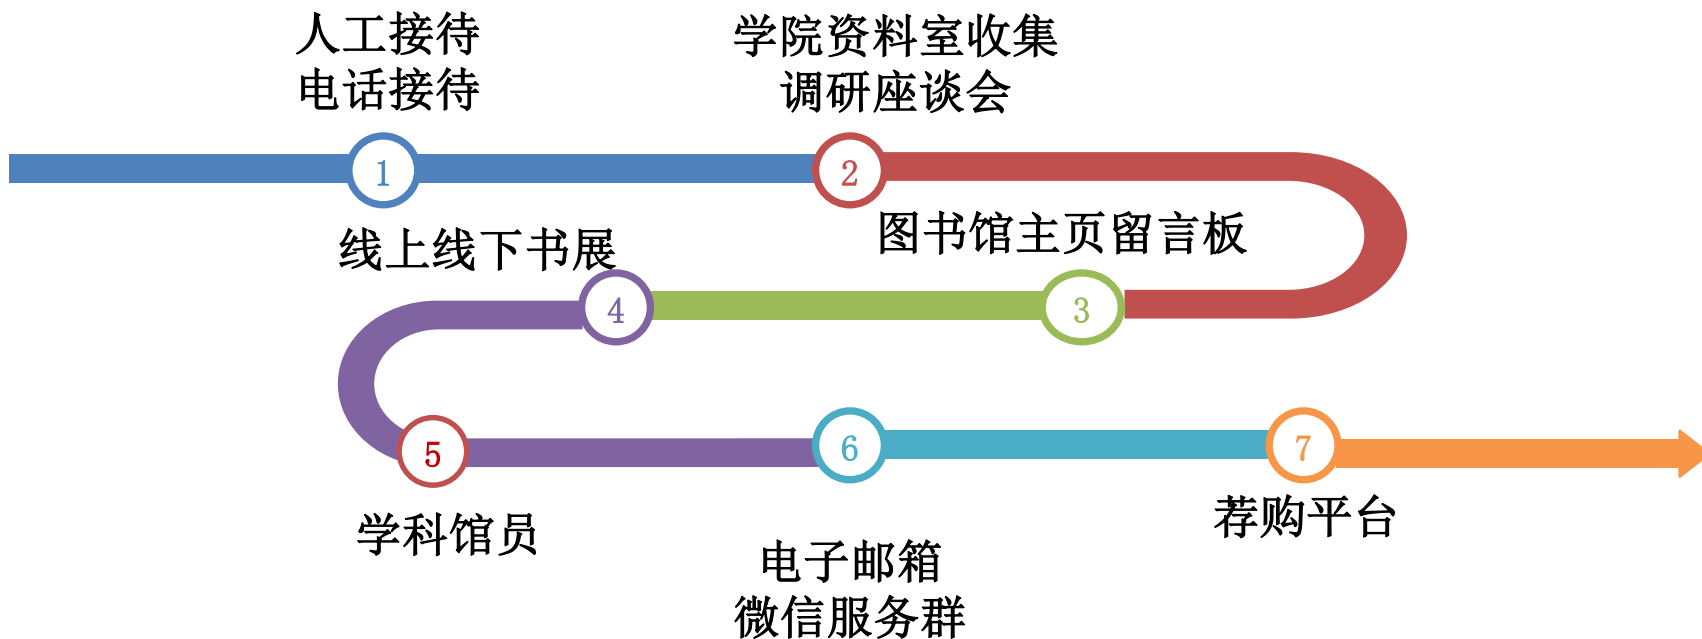 人工接待
电话接待
1
学院资料室收集
调研座谈会
2
图书馆主页留言板
3
线上线下书展
4
5
学科馆员
6
电子邮箱
微信服务群
7
荐购平台